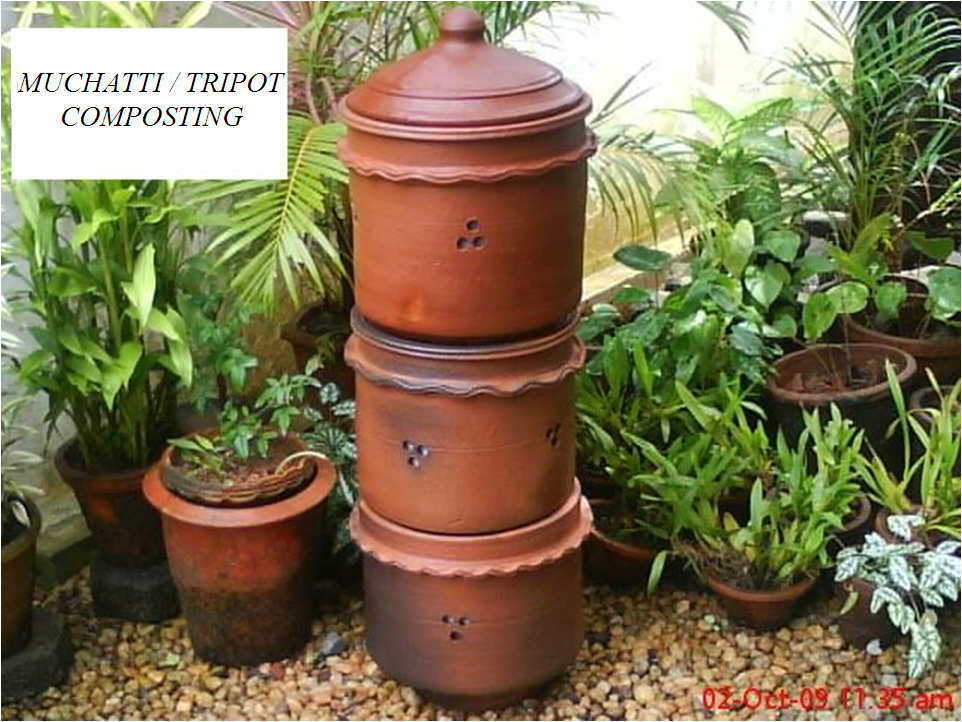 MUCHATTI / TRIPOT
COMPOSTING
02-Oct-09 11.35 am